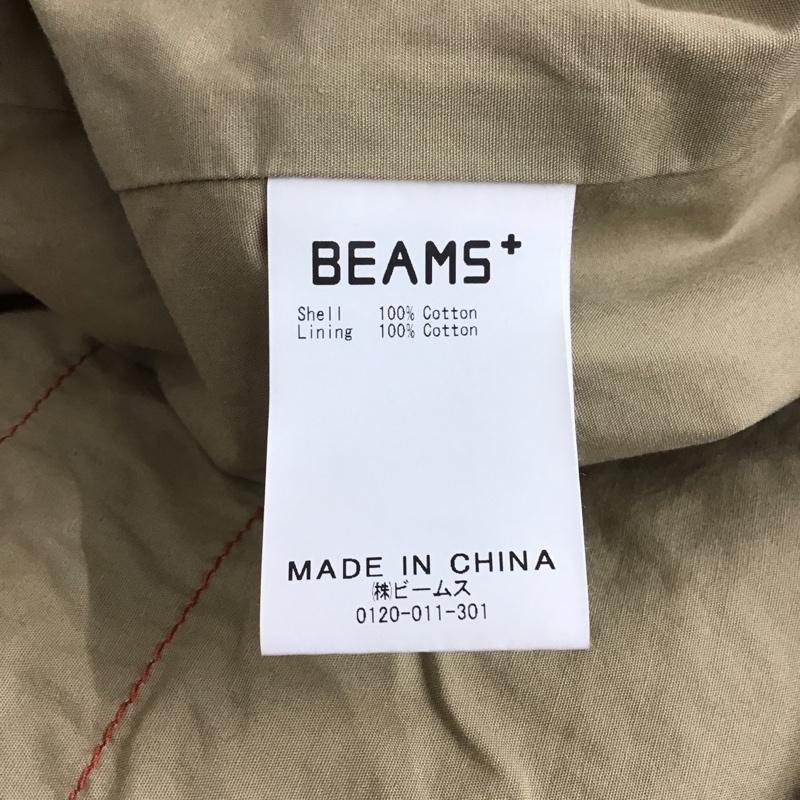 BEAMS+
Shell 100% Cotton
Lining 100% Cotton
MADE IN CHINA
㈱ビームス
0120-011-301